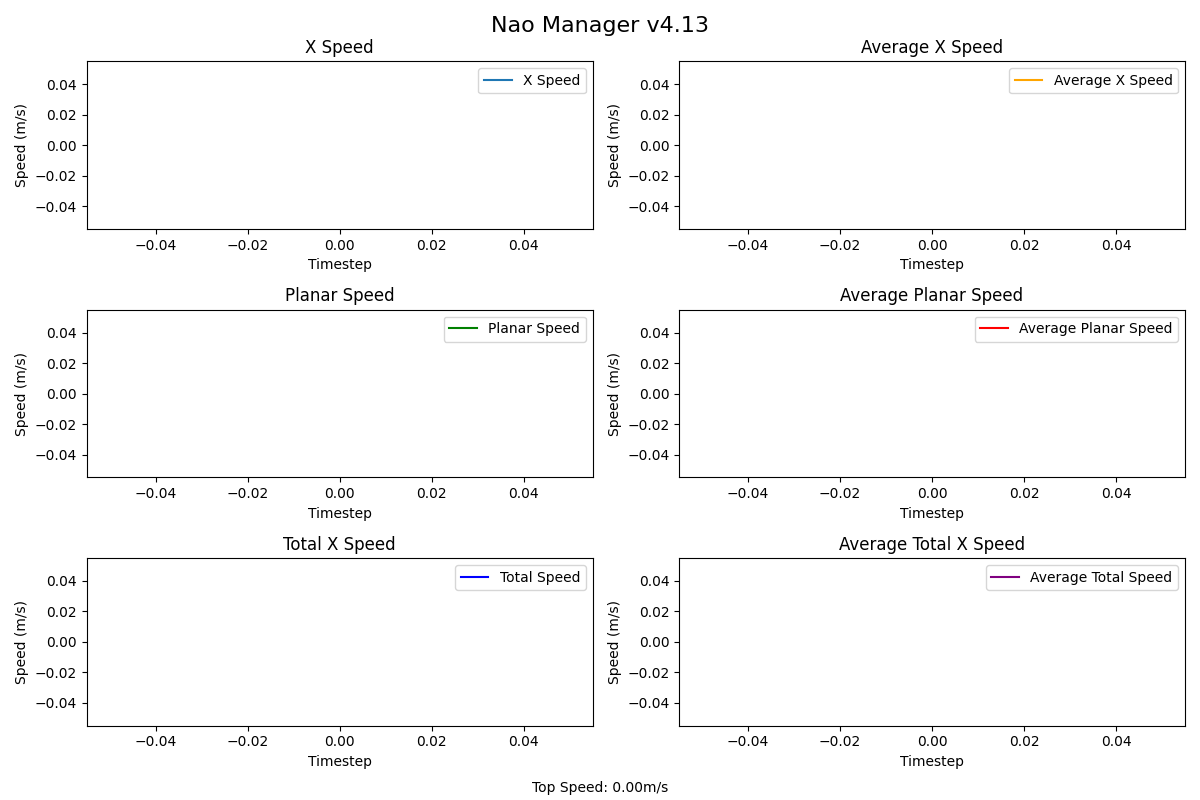 Nao Manager v4.13
X Speed
Speed (m/s)
0.04
0.02
0.00
−0.02
−0.04
X Speed
−0.04 −0.02 0.00 0.02 0.04
Timestep
Average X Speed
Speed (m/s)
0.04
0.02
0.00
−0.02
−0.04
Average X Speed
−0.04 −0.02 0.00 0.02 0.04
Timestep
Planar Speed
Speed (m/s)
0.04
0.02
0.00
−0.02
−0.04
Planar Speed
−0.04 −0.02 0.00 0.02 0.04
Timestep
Average Planar Speed
Speed (m/s)
0.04
0.02
0.00
−0.02
−0.04
Average Planar Speed
−0.04 −0.02 0.00 0.02 0.04
Timestep
Total X Speed
Speed (m/s)
0.04
0.02
0.00
−0.02
−0.04
Total Speed
−0.04 −0.02 0.00 0.02 0.04
Timestep
Average Total X Speed
Speed (m/s)
0.04
0.02
0.00
−0.02
−0.04
Average Total Speed
−0.04 −0.02 0.00 0.02 0.04
Timestep
Top Speed: 0.00m/s